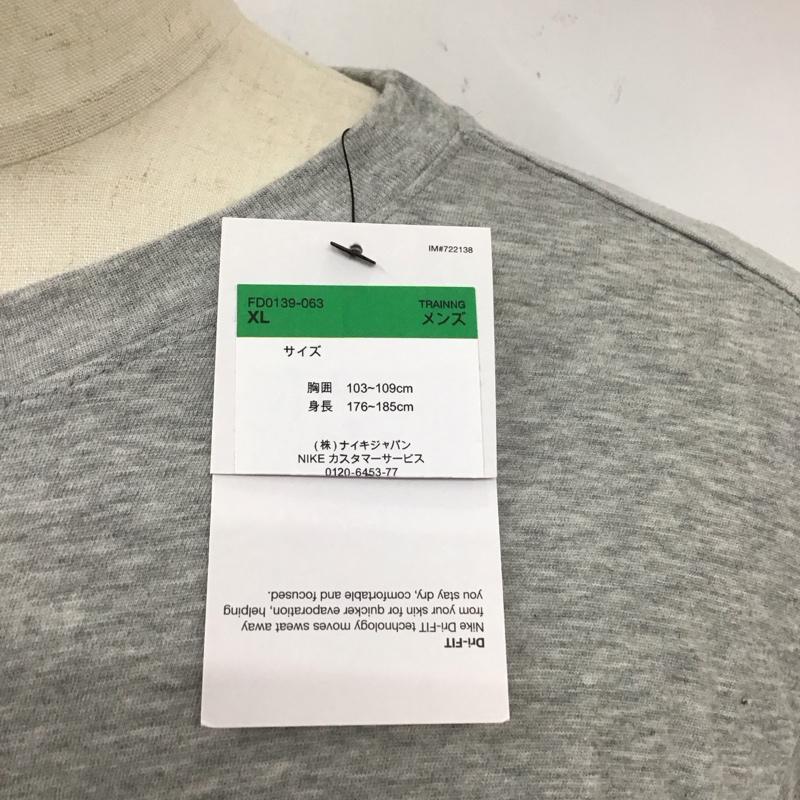 IM#722138
FD0139-063 TRAINNG
XL メンズ
サイズ
胸囲 103~109cm
身長 176~185cm
(株)ナイキジャパン
NIKE カスタマーサービス
0120-6453-77
Dri-FIT
Nike Dri-FIT technology moves sweat away
from your skin for quicker evaporation, helping
you stay dry, comfortable and focused.